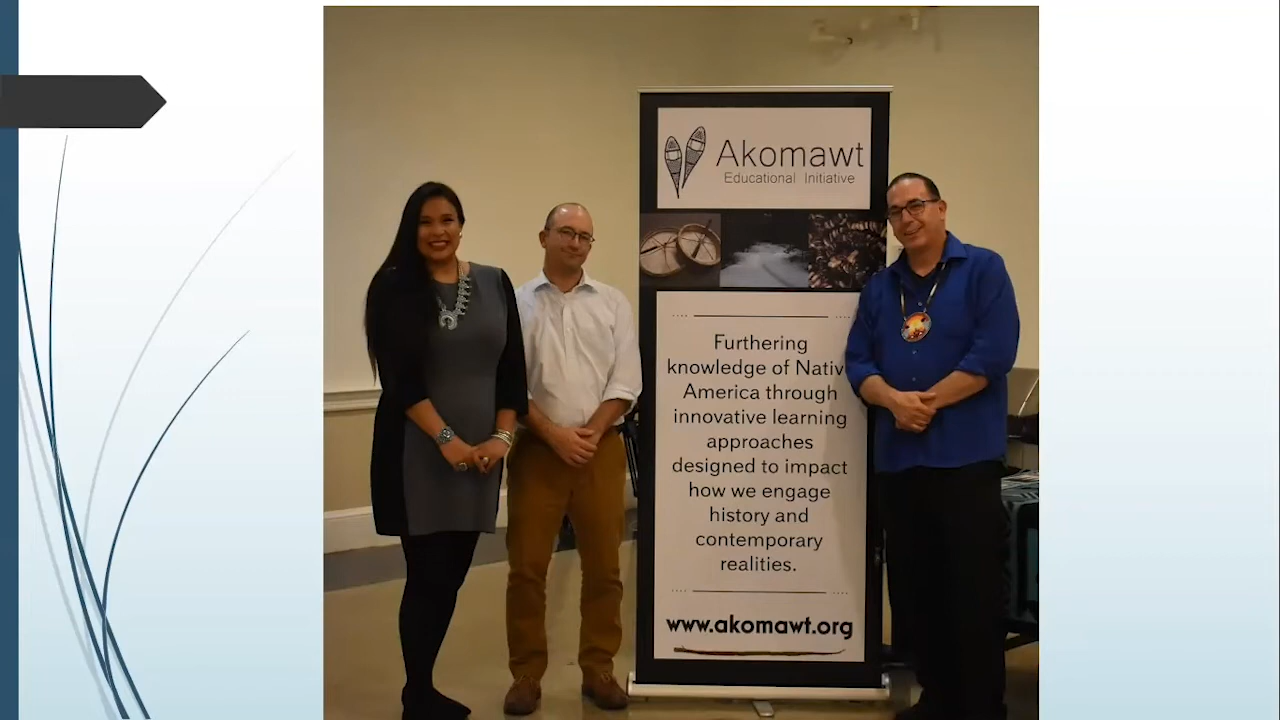 Akomawt
Educational Initiative
Furthering
knowledge of Nativ
America through
innovative learning
approaches
designed to impact
how we engage
history and
contemporary
realities.
www.akomawt.org